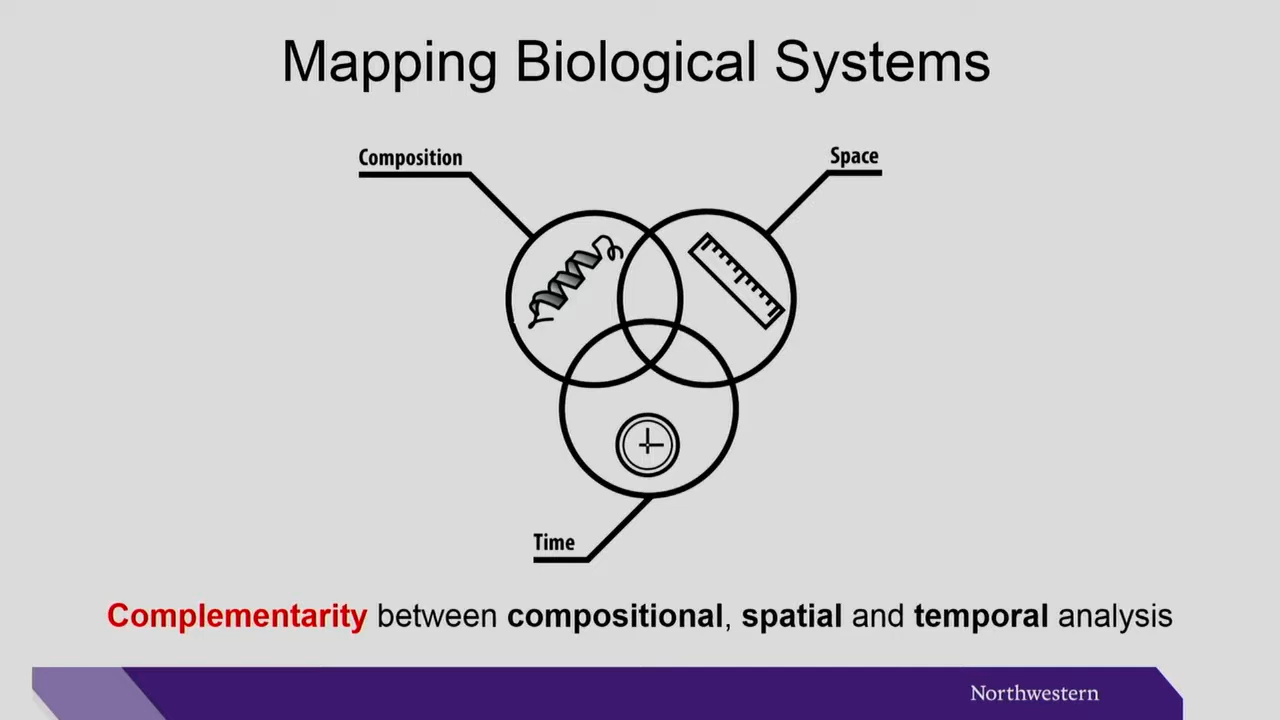 Mapping Biological Systems
Composition
Space
Time
Complementarity between compositional, spatial and temporal analysis
Northwestern